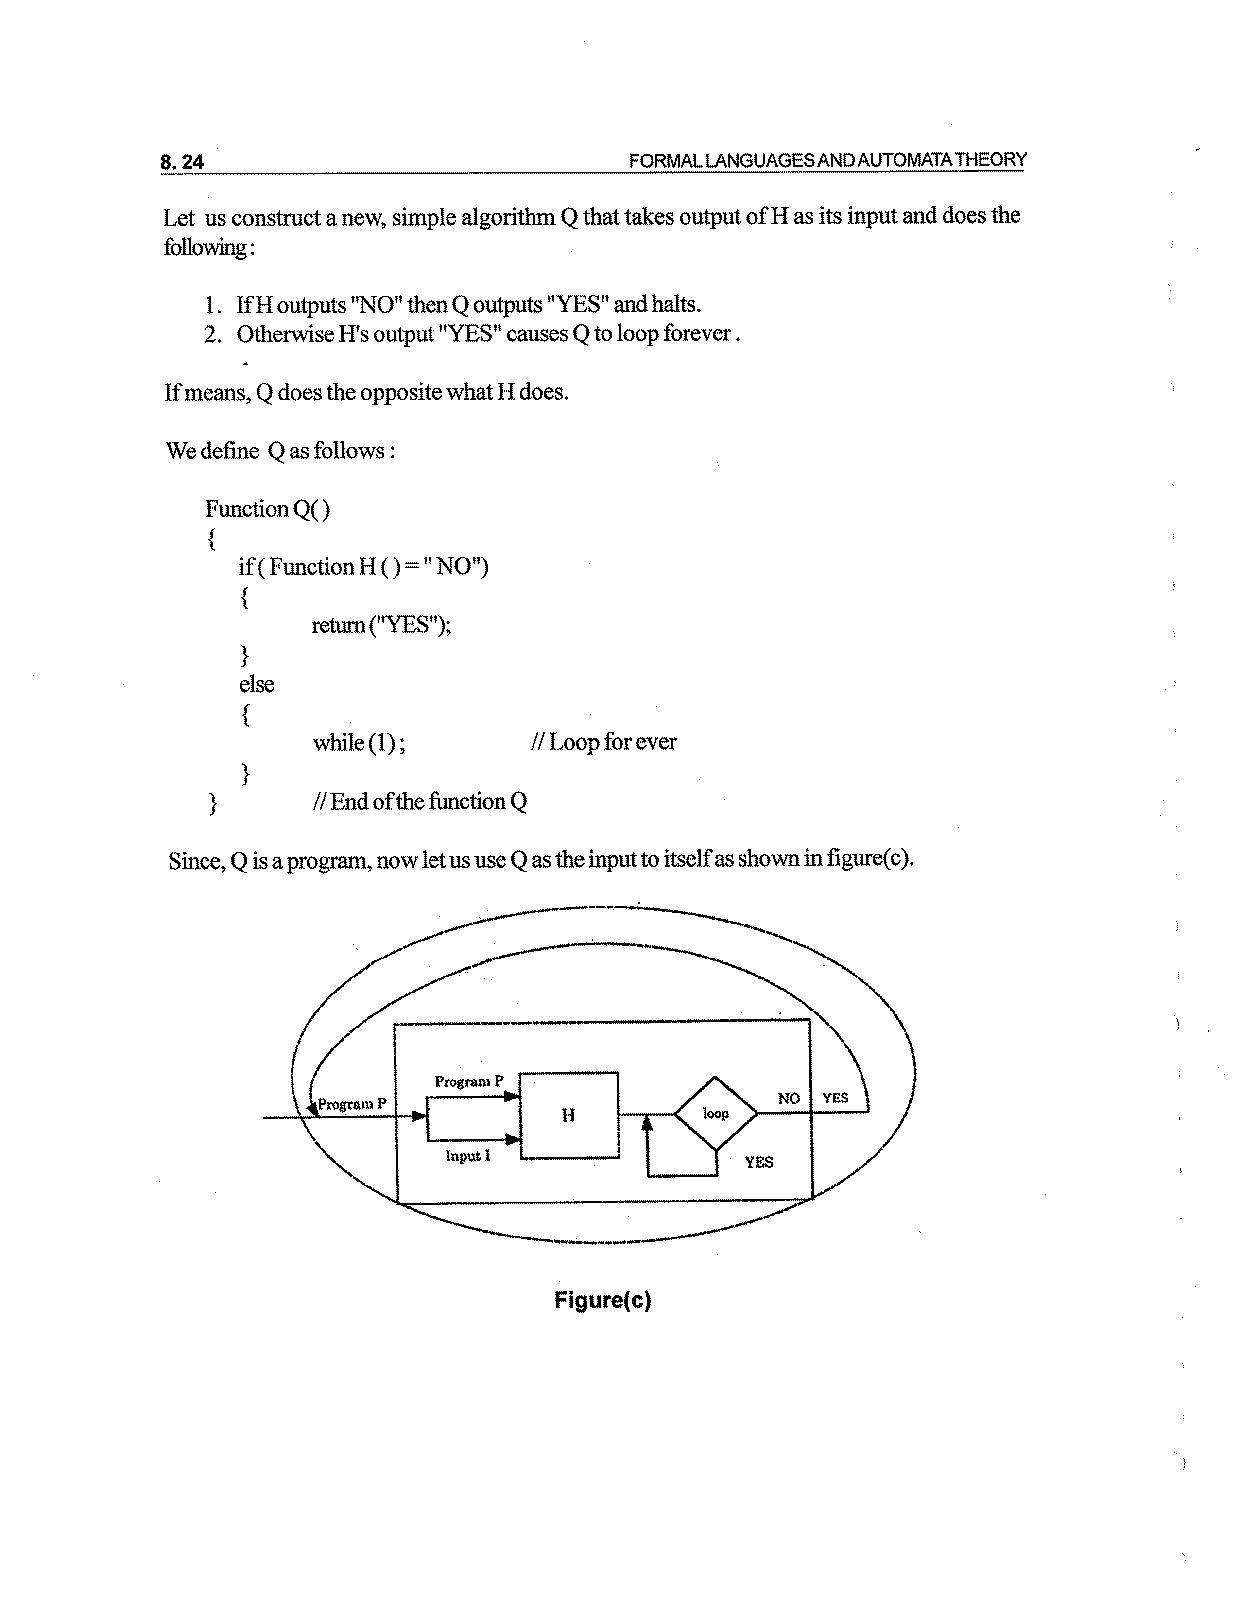 8. 24 FORMAL LANGUAGES AND AUTOMATA THEORY
Let us construct a new, simple algorithm Q that takes output of H as its input and does the
following :
1. If H outputs "NO" then Q outputs "YES" and halts.
2. Otherwise H's output "YES" causes Q to loop forever .
If means, Q does the opposite what H does.
We define Q as follows :
Function Q( )
{
if ( Function H ( ) = " NO")
{
return ("YES");
}
else
{
while (1) ; // Loop for ever
}
} // End of the function Q
Since, Q is a program, now let us use Q as the input to itself as shown in figure(c).
Program P
Program P
H
loop
NO
YES
Input I
YES
Figure(c)